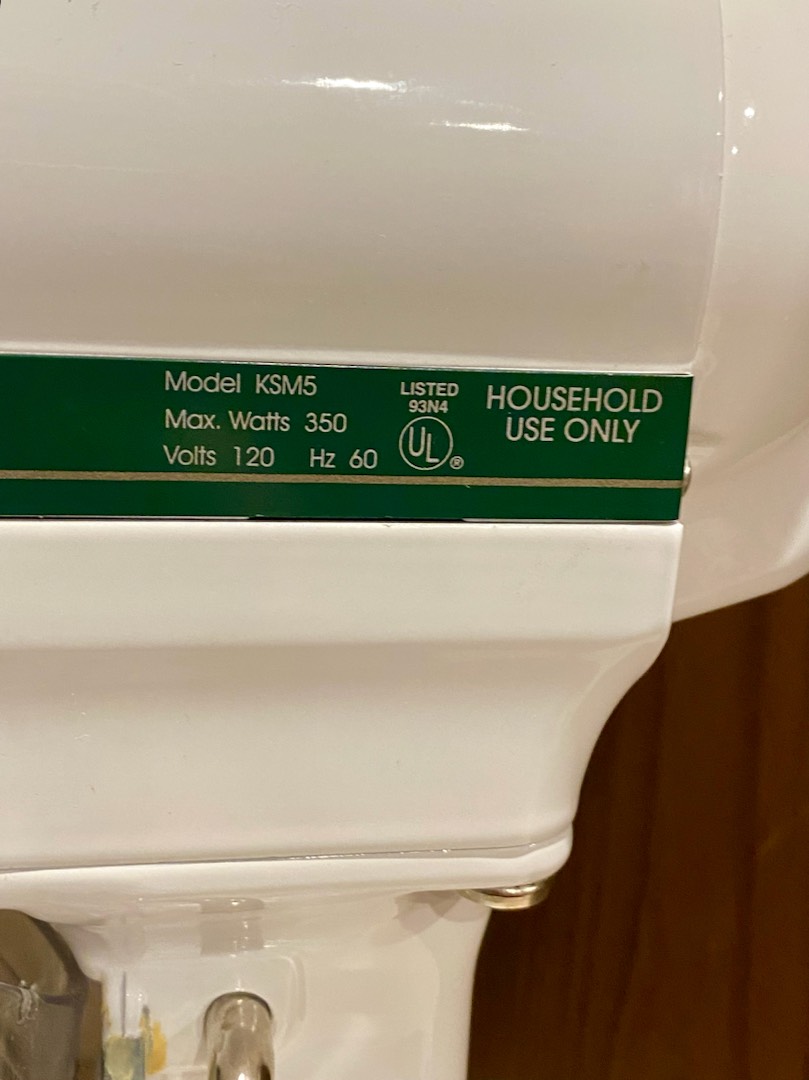 Model KSM5
Max. Watts 350
Volts 120 Hz 60
LISTED
93N4
UL ®
HOUSEHOLD
USE ONLY